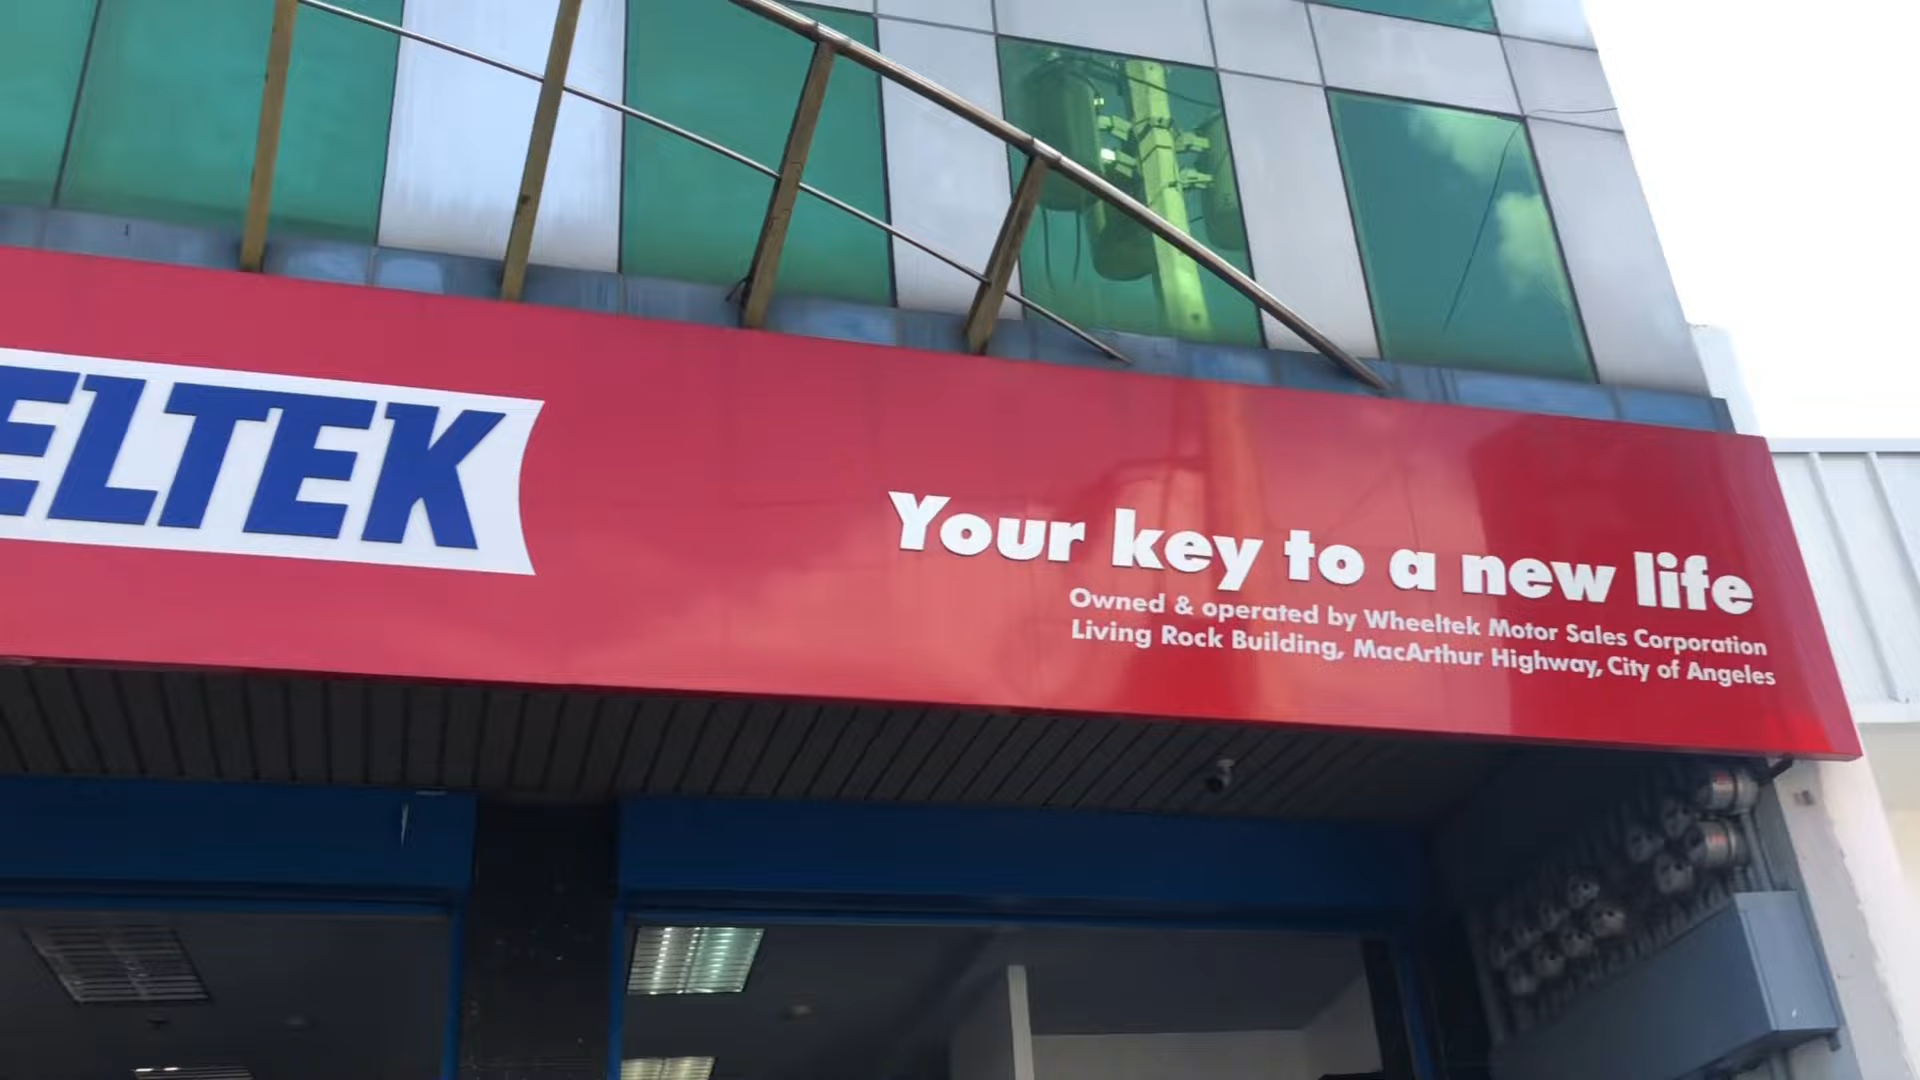 ELTEK
Your key to a new life
Owned & operated by Wheeltek Motor Sales Corporation
Living Rock Building, MacArthur Highway, City of Angeles